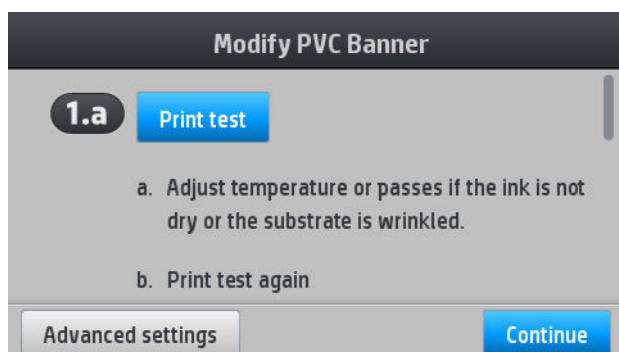 Modify PVC Banner
1.a Print test
a. Adjust temperature or passes if the ink is not
dry or the substrate is wrinkled.
b. Print test again
Advanced settings Continue